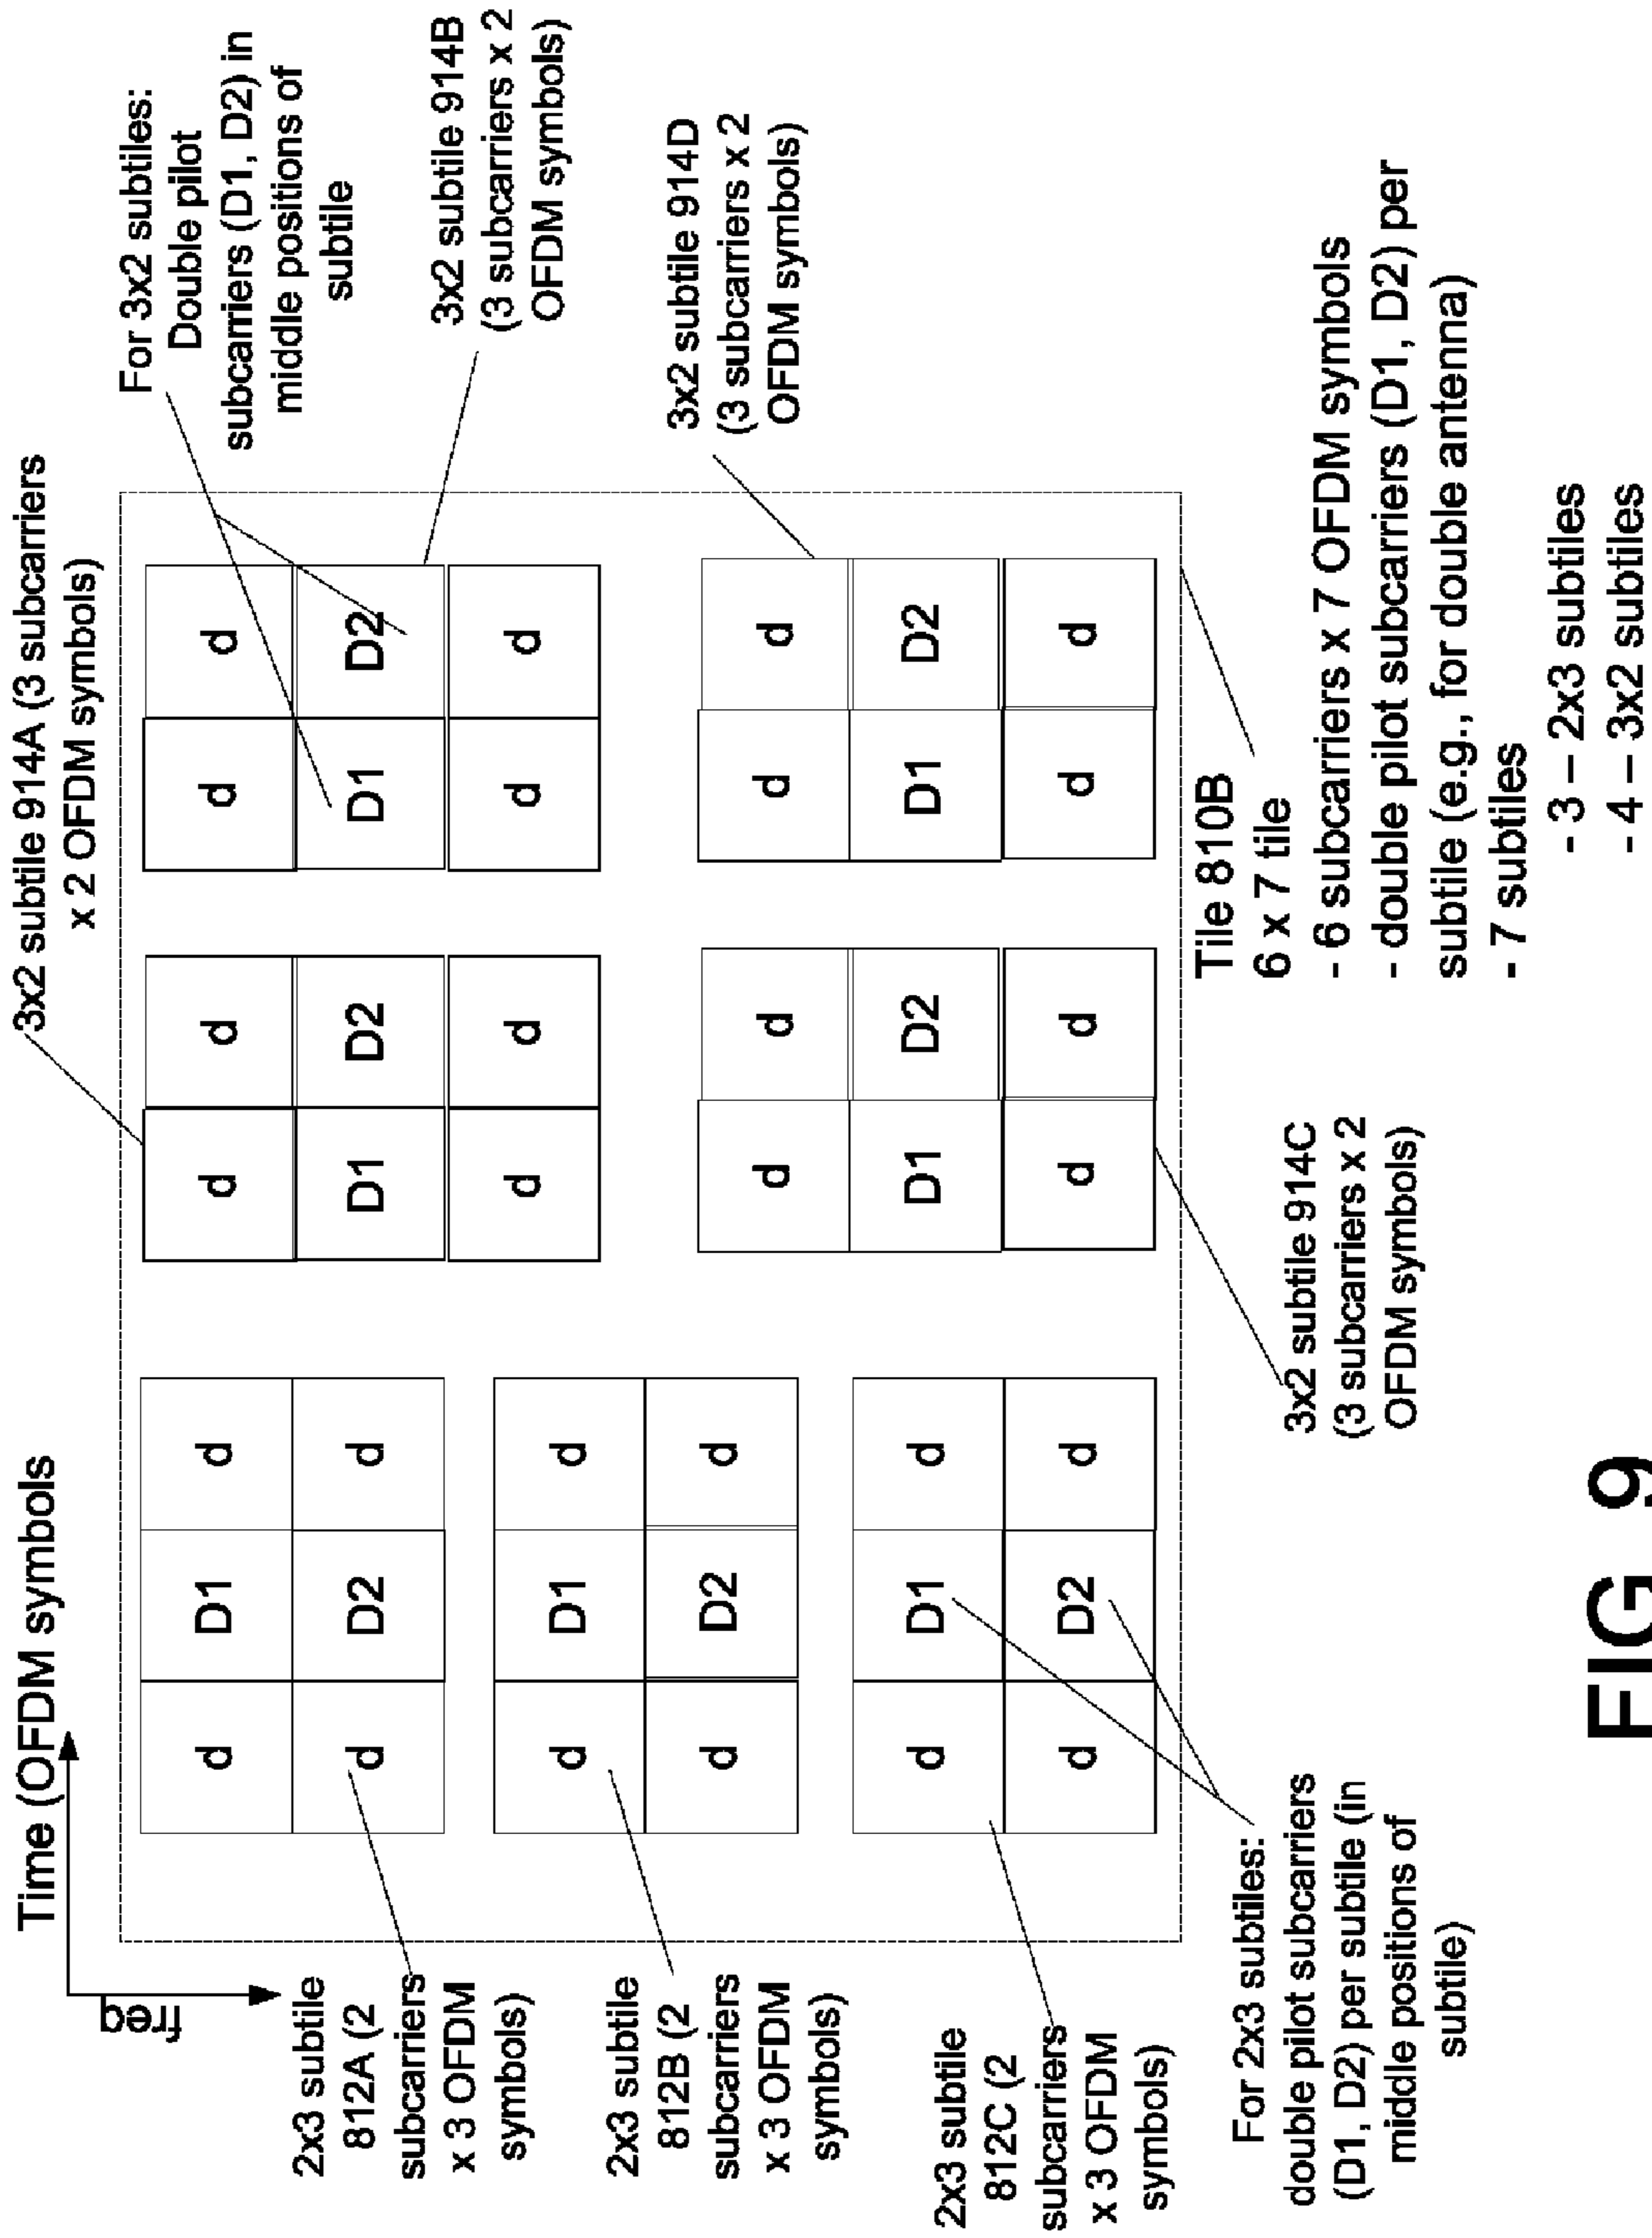 Time (OFDM symbols
freq
3x2 subtile 914A (3 subcarriers
x 2 OFDM symbols)
For 3x2 subtiles:
Double pilot
subcarriers (D1, D2) in
middle positions of
subtile
3x2 subtile 914B
(3 subcarriers x 2
OFDM symbols)
3x2 subtile 914D
(3 subcarriers x 2
OFDM symbols)
2x3 subtile
812A (2
subcarriers
x 3 OFDM
symbols)
2x3 subtile
812B (2
subcarriers
x 3 OFDM
symbols)
2x3 subtile
812C (2
subcarriers
x 3 OFDM
symbols)
d D1 d
d D2 d
d D1 d
d D2 d
d D1 d
d D2 d
d d
D1 D2
d d
d d
D1 D2
d d
d d
D1 D2
d d
d d
D1 D2
d d
For 2x3 subtiles:
double pilot subcarriers
(D1, D2) per subtile (in
middle positions of
subtile)
3x2 subtile 914C
(3 subcarriers x 2
OFDM symbols)
Tile 810B
6 x 7 tile
- 6 subcarriers x 7 OFDM symbols
- double pilot subcarriers (D1, D2) per
subtile (e.g., for double antenna)
- 7 subtiles
- 3 – 2x3 subtiles
- 4 – 3x2 subtiles
FIG 9